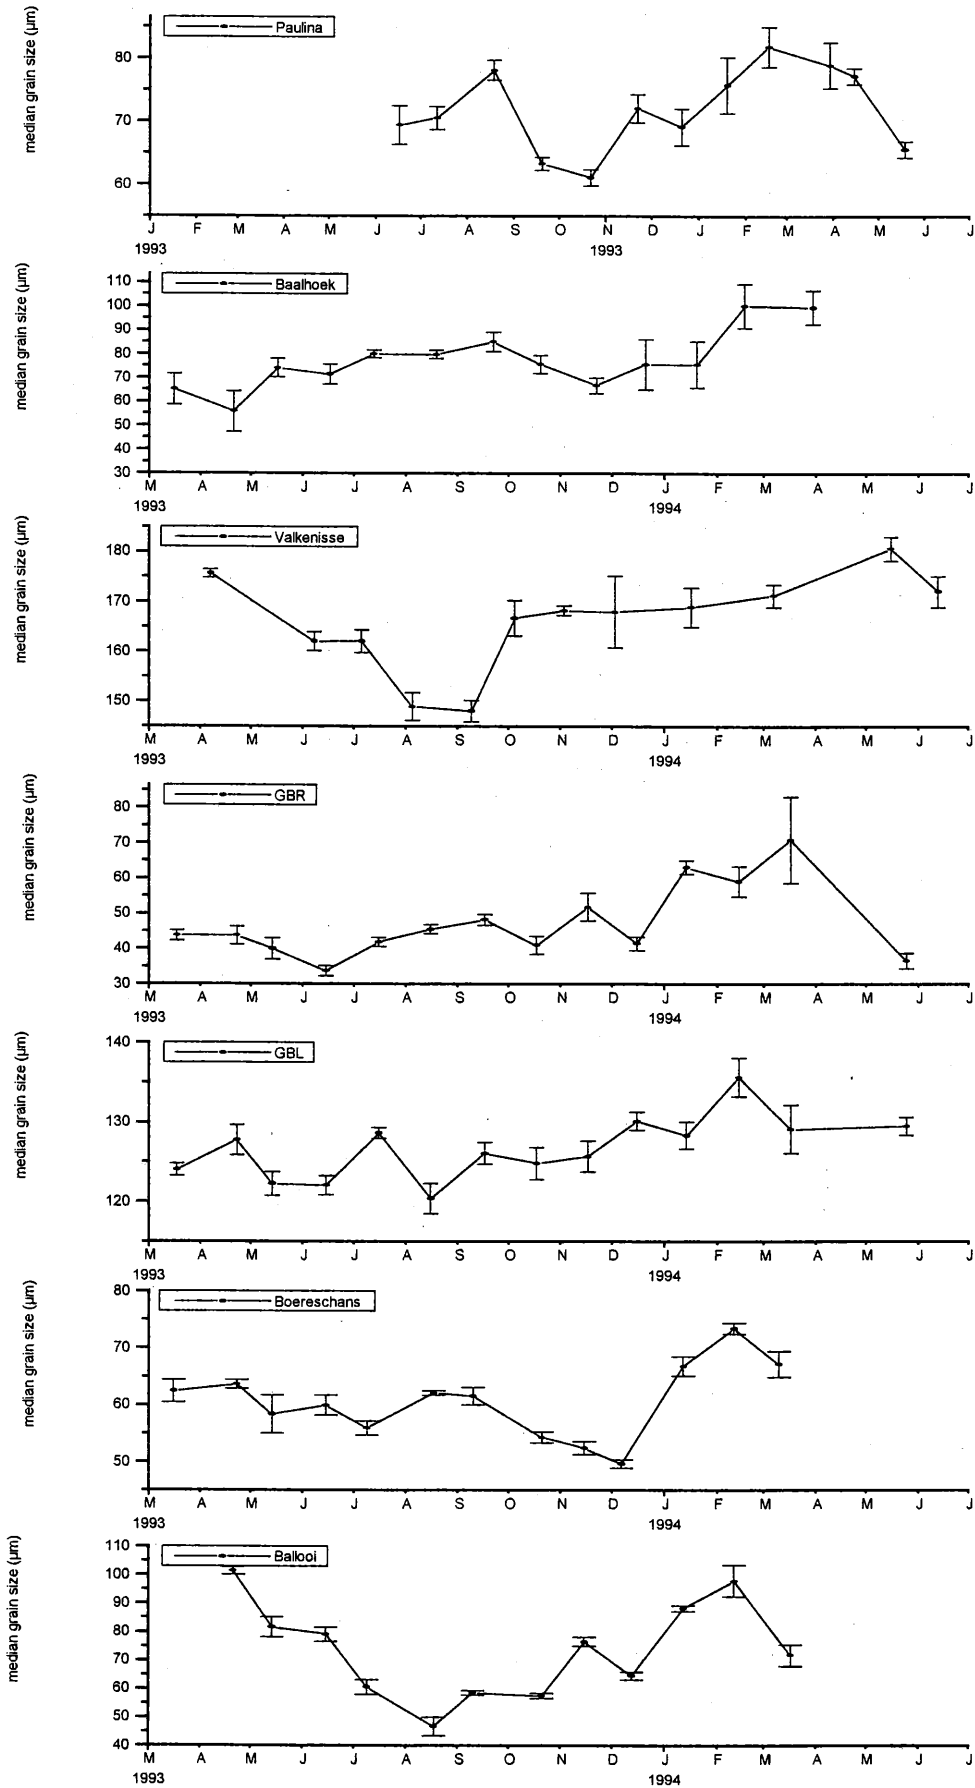 median grain size (µm)
Paulina
80
70
60
J F M A M J J A S O N D J F M A M J J
1993 1993
median grain size (µm)
Baalhoek
110
100
90
80
70
60
50
40
30
M A M J J A S O N D J F M A M J J
1993 1994
median grain size (µm)
Valkenisse
180
170
160
150
M A M J J A S O N D J F M A M J J
1993 1994
median grain size (µm)
GBR
80
70
60
50
40
30
M A M J J A S O N D J F M A M J J
1993 1994
median grain size (µm)
GBL
140
130
120
M A M J J A S O N D J F M A M J J
1993 1994
median grain size (µm)
Boereschans
80
70
60
50
M A M J J A S O N D J F M A M J J
1993 1994
median grain size (µm)
Ballooi
110
100
90
80
70
60
50
40
M A M J J A S O N D J F M A M J J
1993 1994